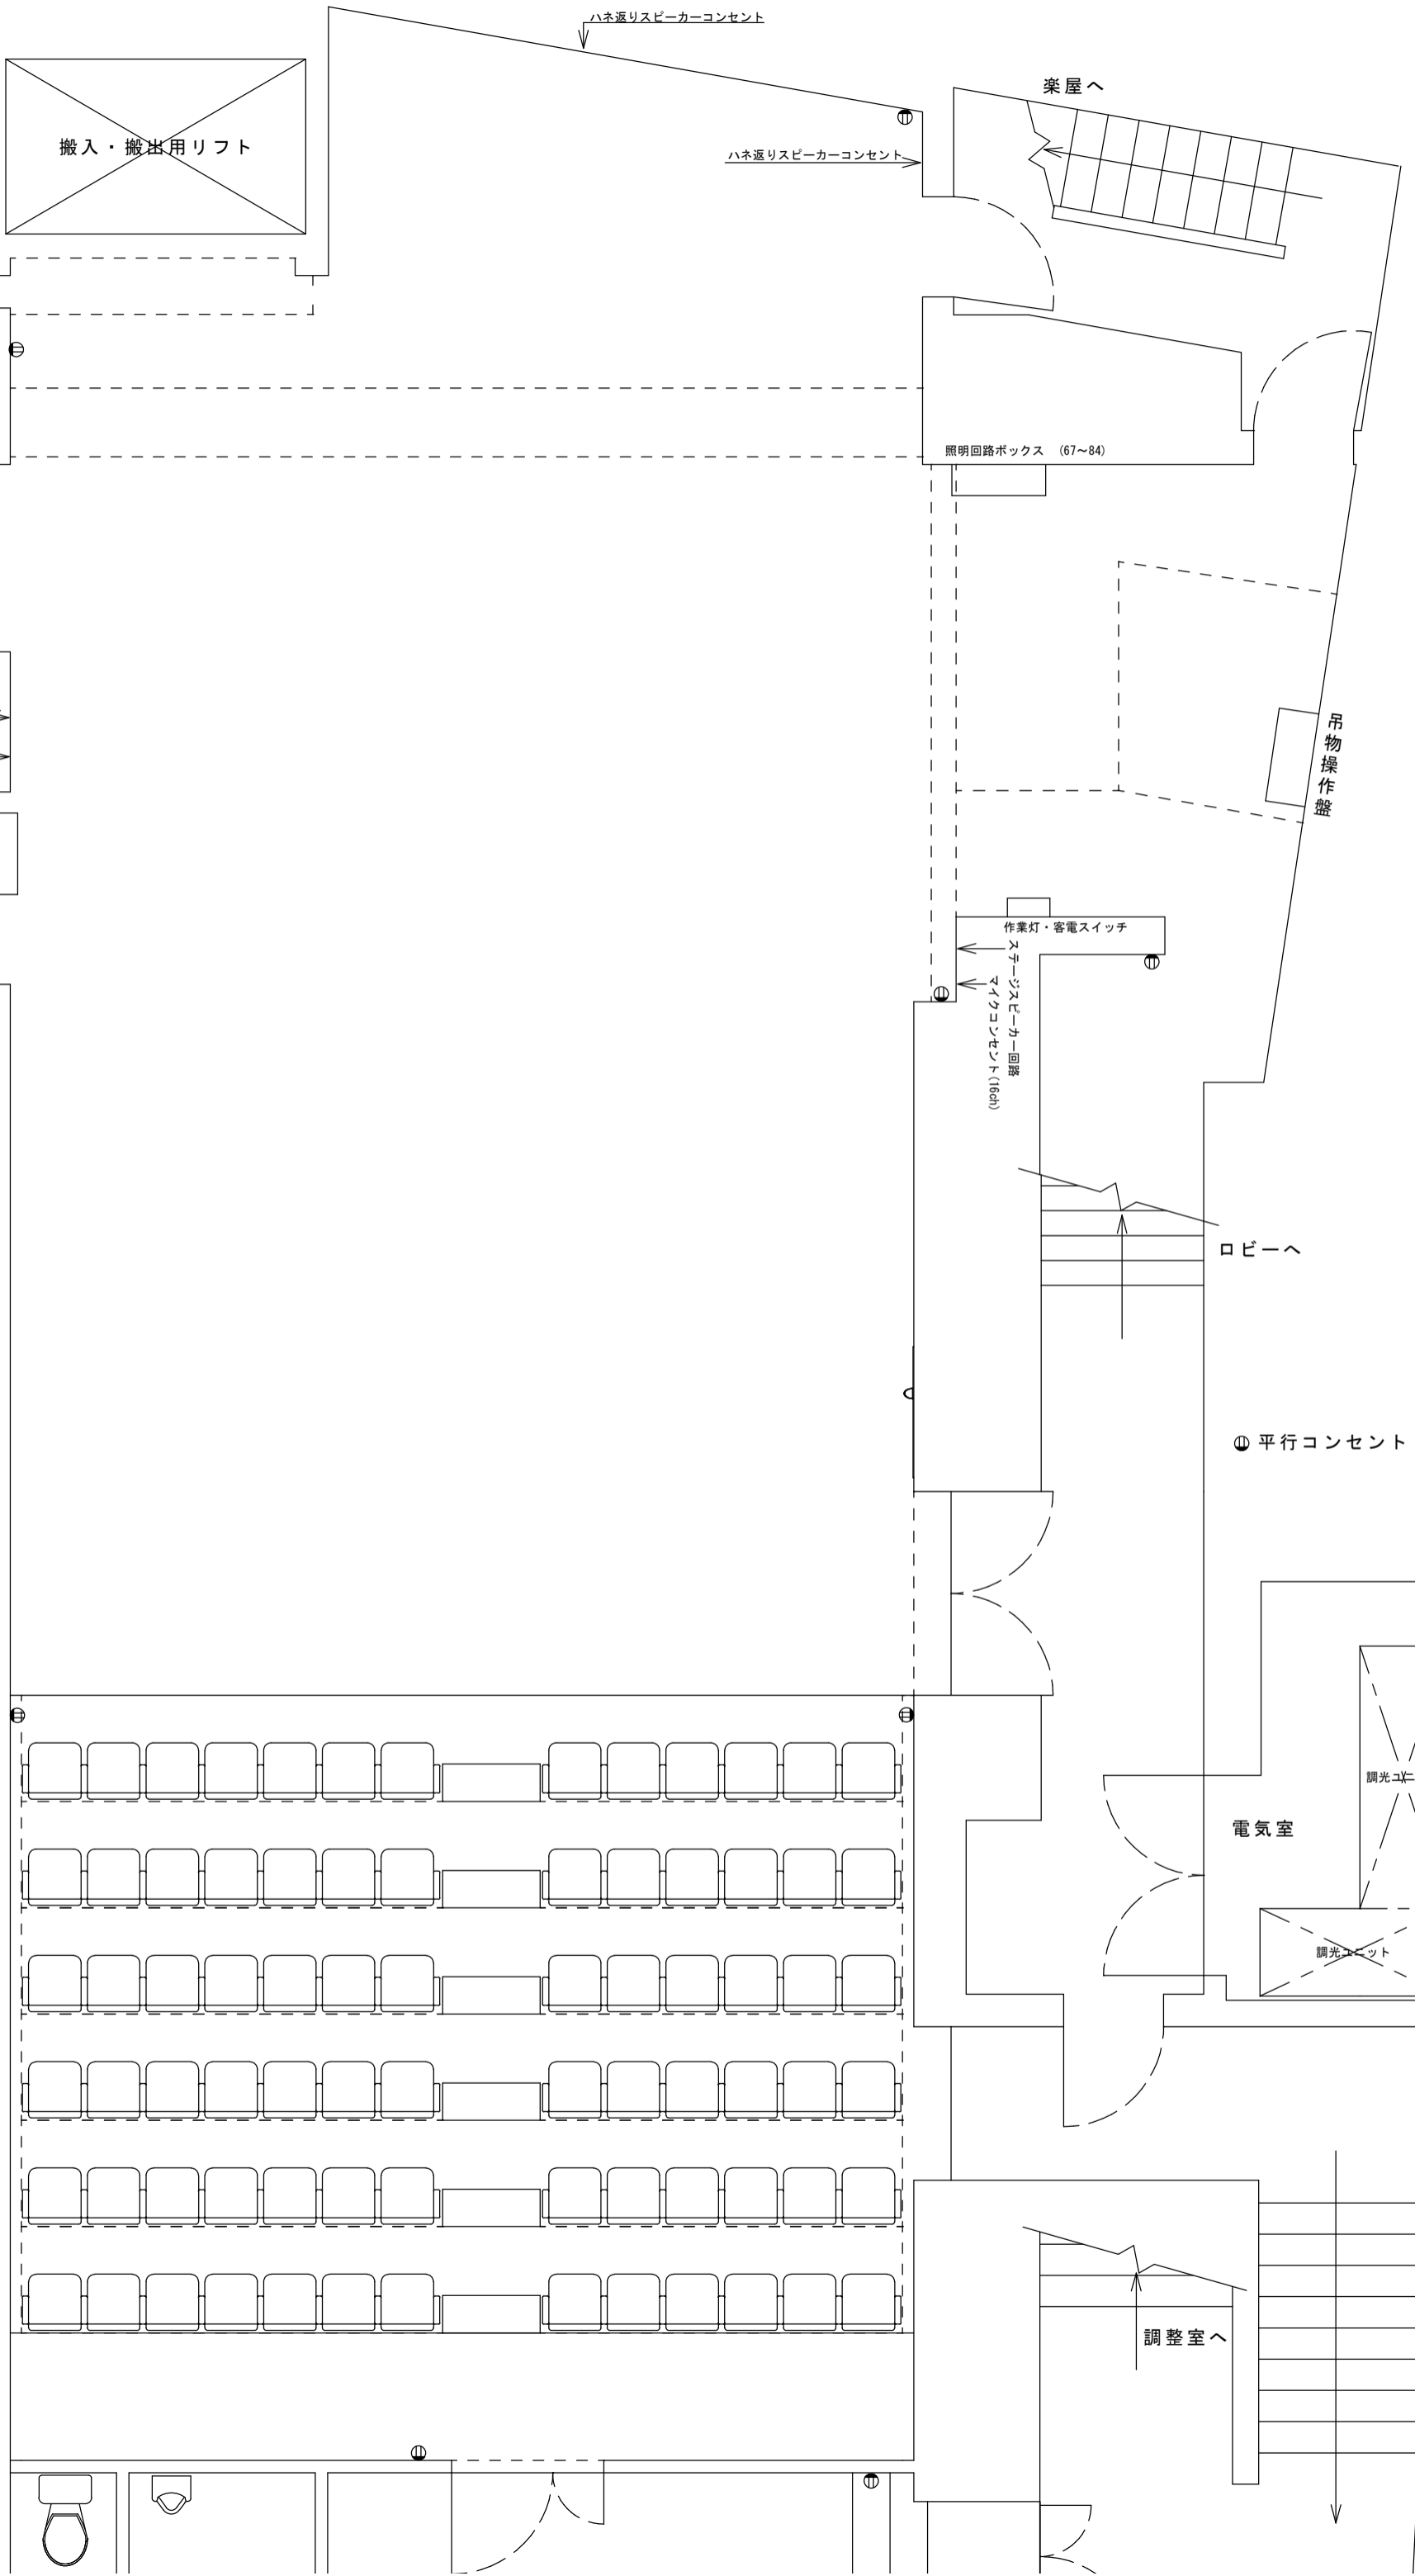 ハネ返りスピーカーコンセント
楽屋へ
搬入・搬出用リフト
ハネ返りスピーカーコンセント
照明回路ボックス (67〜84)
吊物操作盤
作業灯・客電スイッチ
ステージスピーカー回路
マイクコンセント(16ch)
ロビーへ
平行コンセント
調光ユニ
電気室
調光ユニット
調整室へ